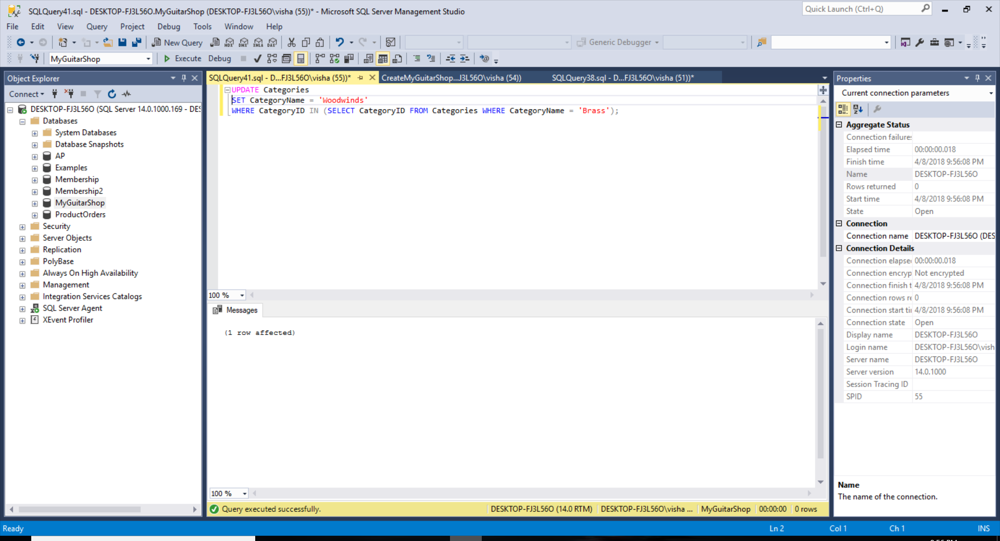 SQLQuery41.sql - DESKTOP-FJ3L56O.MyGuitarShop (DESKTOP-FJ3L56O\visha (55))* - Microsoft SQL Server Management Studio
Quick Launch (Ctrl+Q)
File Edit View Query Project Debug Tools Window Help
New Query MDX DMX XMLA DAX Generic Debugger
MyGuitarShop Execute Debug
Object Explorer
Connect
DESKTOP-FJ3L56O (SQL Server 14.0.1000.169 - DES
Databases
System Databases
Database Snapshots
AP
Examples
Membership
Membership2
MyGuitarShop
ProductOrders
Security
Server Objects
Replication
PolyBase
Always On High Availability
Management
Integration Services Catalogs
SQL Server Agent
XEvent Profiler
SQLQuery41.sql - D...FJ3L56O\visha (55))* CreateMyGuitarShop...J3L56O\visha (54)) SQLQuery38.sql - D...FJ3L56O\visha (51))*
UPDATE Categories
SET CategoryName = 'Woodwinds'
WHERE CategoryID IN (SELECT CategoryID FROM Categories WHERE CategoryName = 'Brass');
100 %
Messages
(1 row affected)
100 %
Query executed successfully. DESKTOP-FJ3L56O (14.0 RTM) DESKTOP-FJ3L56O\visha ... MyGuitarShop 00:00:00 0 rows
Properties
Current connection parameters
Aggregate Status
Connection failures
Elapsed time 00:00:00.018
Finish time 4/8/2018 9:56:08 PM
Name DESKTOP-FJ3L56O
Rows returned 0
Start time 4/8/2018 9:56:08 PM
State Open
Connection
Connection name DESKTOP-FJ3L56O (DES
Connection Details
Connection elapse 00:00:00.018
Connection encryp Not encrypted
Connection finish t 4/8/2018 9:56:08 PM
Connection rows re 0
Connection start ti 4/8/2018 9:56:08 PM
Connection state Open
Display name DESKTOP-FJ3L56O
Login name DESKTOP-FJ3L56O\vish
Server name DESKTOP-FJ3L56O
Server version 14.0.1000
Session Tracing ID
SPID 55
Name
The name of the connection.
Ready Ln 2 Col 1 Ch 1 INS